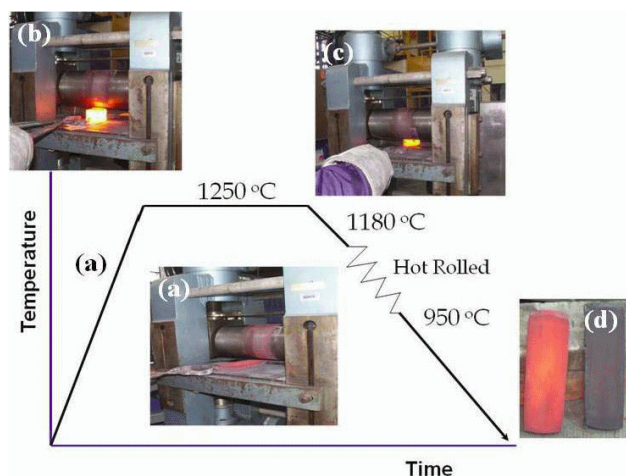 (b)
(c)
1250 °C
1180 °C
(a)
(a)
Hot Rolled
950 °C
(d)
Temperature
Time